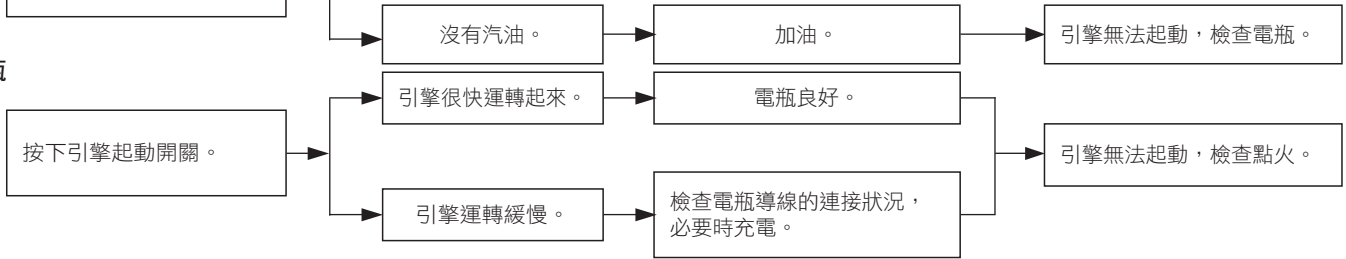 沒有汽油。
加油。
引擎無法起動，檢查電瓶。
瓶
按下引擎起動開關。
引擎很快運轉起來。
電瓶良好。
引擎運轉緩慢。
檢查電瓶導線的連接狀況，
必要時充電。
引擎無法起動，檢查點火。